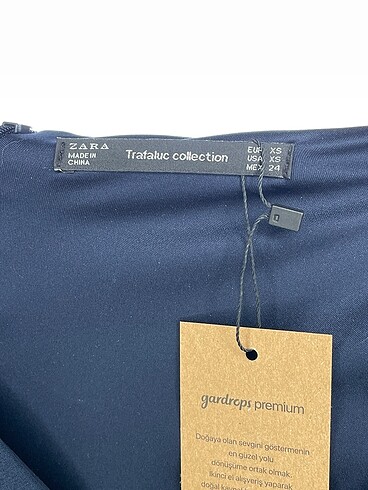 ZARA
MADE IN
CHINA
Trafaluc collection
EUR XS
USA XS
MEX 24
gardrops premium
Doğaya olan sevgini göstermenin
en güzel yolu
dönüşüme ortak olmak.
İkinci el alışveriş yaparak